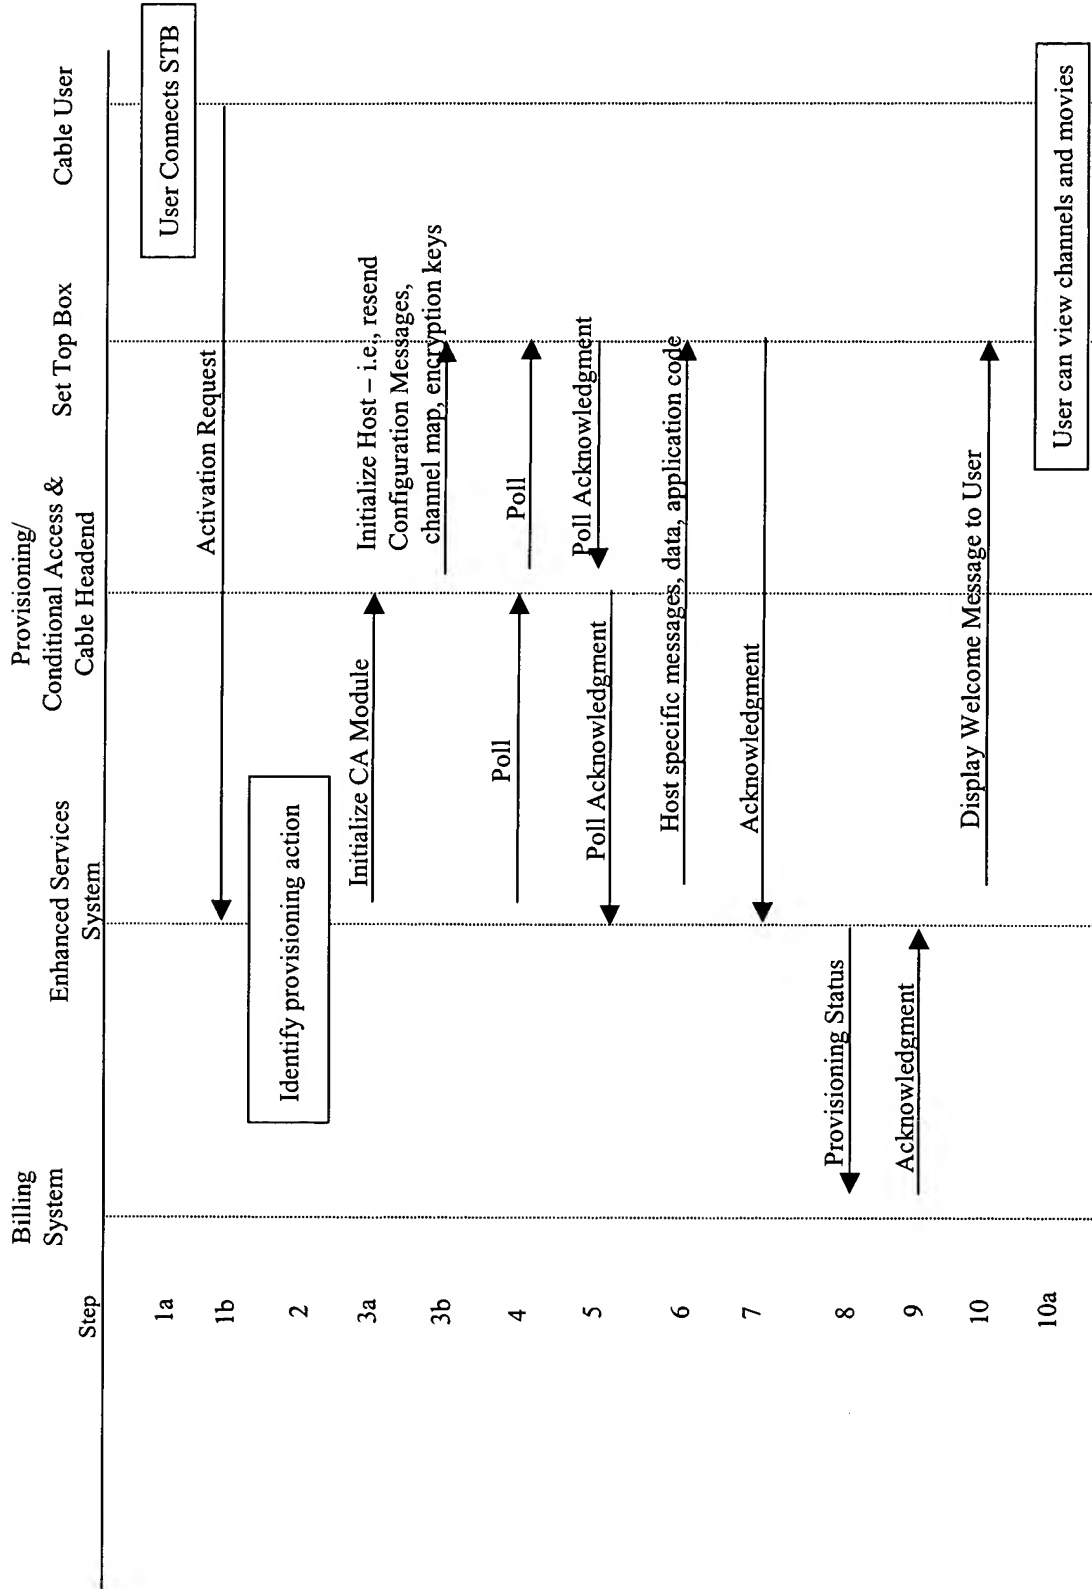 Step
Billing
System
Enhanced Services
System
Provisioning/
Conditional Access &
Cable Headend
Set Top Box
Cable User
1a
User Connects STB
1b
Activation Request
2
Identify provisioning action
3a
Initialize CA Module
Initialize Host – i.e., resend
Configuration Messages,
channel map, encryption keys
3b
4
Poll
Poll
5
Poll Acknowledgment
Poll Acknowledgment
6
Host specific messages, data, application code
7
Acknowledgment
8
Provisioning Status
9
Acknowledgment
10
Display Welcome Message to User
10a
User can view channels and movies